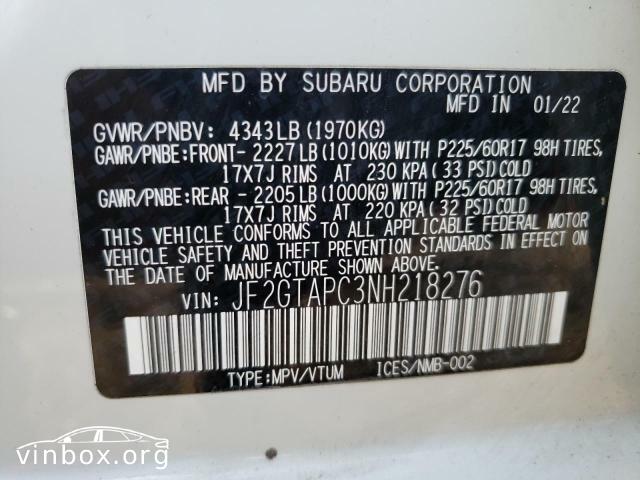 MFD BY SUBARU CORPORATION
MFD IN 01/22
GVWR/PNBV: 4343LB(1970KG)
GAWR/PNBE:FRONT-2227LB(1010KG)WITH P225/60R17 98H TIRES,
17X7J RIMS AT 230 KPA(33 PSI)COLD
GAWR/PNBE:REAR -2205LB(1000KG)WITH P225/60R17 98H TIRES,
17X7J RIMS AT 220 KPA(32 PSI)COLD
THIS VEHICLE CONFORMS TO ALL APPLICABLE FEDERAL MOTOR
VEHICLE SAFETY AND THEFT PREVENTION STANDARDS IN EFFECT ON
THE DATE OF MANUFACTURE SHOWN ABOVE.
VIN: JF2GTAPC3NH218276
TYPE:MPV/VTUM ICES/NMB-002
vinbox.org